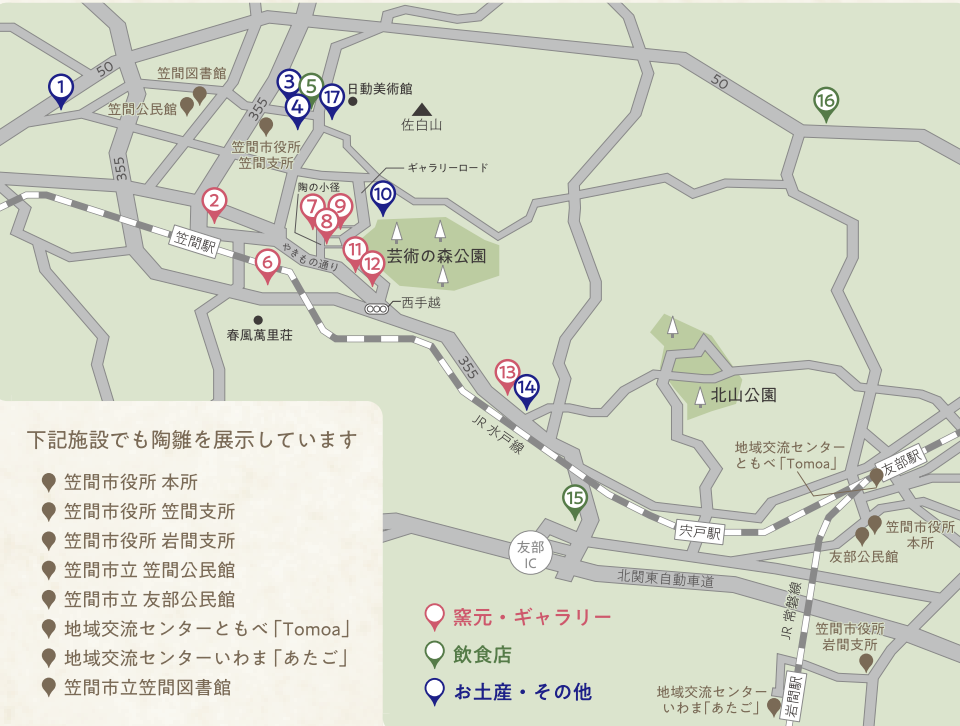 50
1
笠間図書館
笠間公民館
355
3
5
4
17
日動美術館
佐白山
50
16
笠間市役所
笠間支所
355
ギャラリーロード
陶の小径
10
2
7
9
8
笠間駅
11
12
芸術の森公園
やきもの通り
6
西手越
春風萬里荘
355
13
14
北山公園
JR 水戸線
地域交流センター
ともべ「Tomoa」
友部駅
15
宍戸駅
友部
IC
笠間市役所
本所
友部公民館
北関東自動車道
JR 常磐線
笠間市役所
岩間支所
岩間駅
地域交流センター
いわま「あたご」
下記施設でも陶雛を展示しています
笠間市役所 本所
笠間市役所 笠間支所
笠間市役所 岩間支所
笠間市立 笠間公民館
笠間市立 友部公民館
地域交流センターともべ「Tomoa」
地域交流センターいわま「あたご」
笠間市立笠間図書館
窯元・ギャラリー
飲食店
お土産・その他